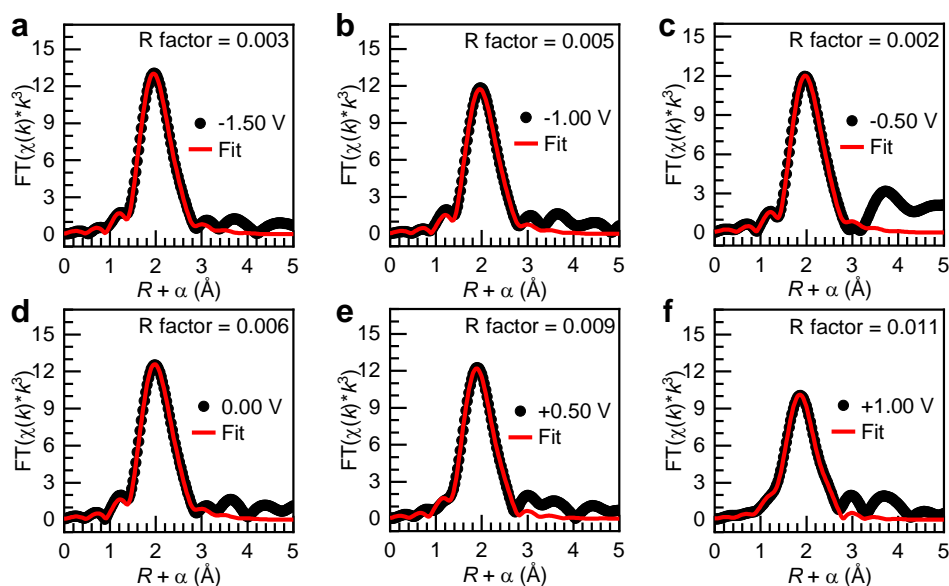 a
R factor = 0.003
-1.50 V
Fit
FT(χ(k)*k³)
15
12
9
6
3
0
0 1 2 3 4 5
R + α (Å)
b
R factor = 0.005
-1.00 V
Fit
FT(χ(k)*k³)
15
12
9
6
3
0
0 1 2 3 4 5
R + α (Å)
c
R factor = 0.002
-0.50 V
Fit
FT(χ(k)*k³)
15
12
9
6
3
0
0 1 2 3 4 5
R + α (Å)
d
R factor = 0.006
0.00 V
Fit
FT(χ(k)*k³)
15
12
9
6
3
0
0 1 2 3 4 5
R + α (Å)
e
R factor = 0.009
+0.50 V
Fit
FT(χ(k)*k³)
15
12
9
6
3
0
0 1 2 3 4 5
R + α (Å)
f
R factor = 0.011
+1.00 V
Fit
FT(χ(k)*k³)
15
12
9
6
3
0
0 1 2 3 4 5
R + α (Å)